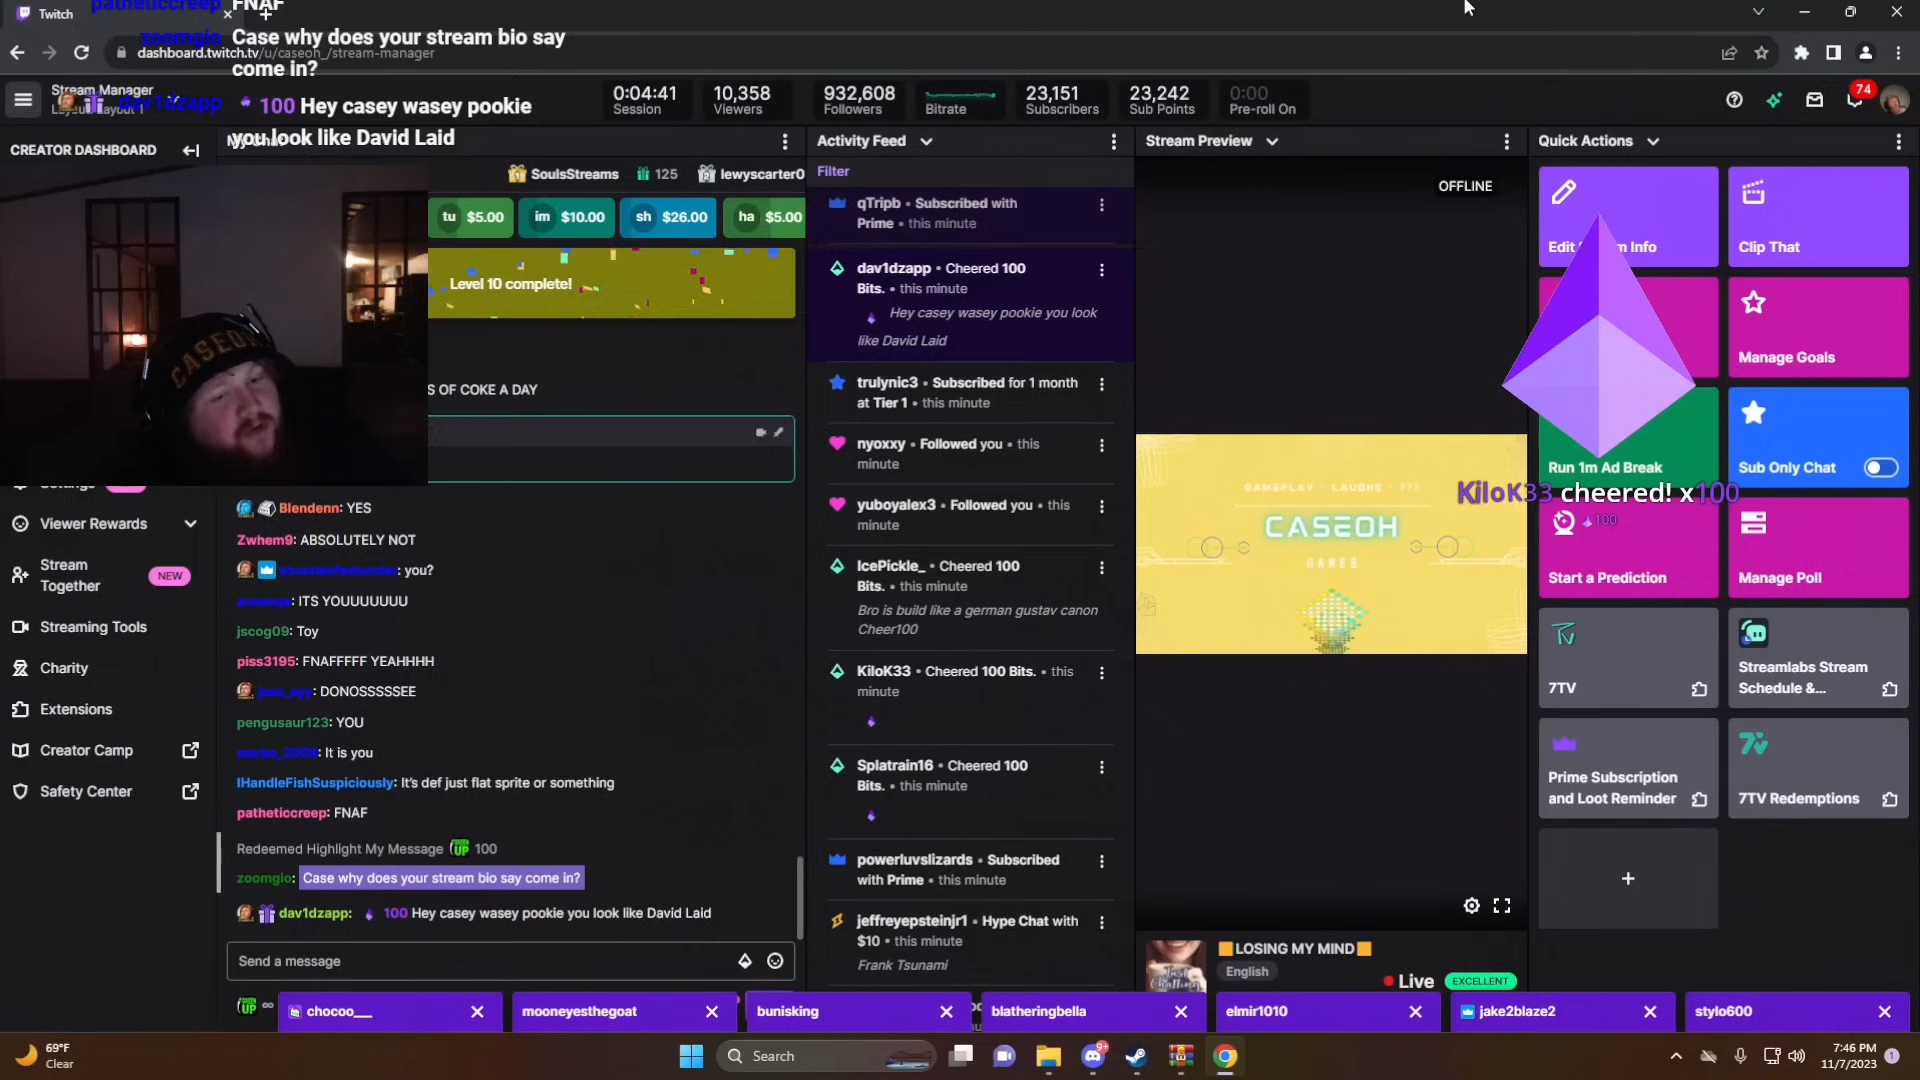 Twitch
patheticcreep FNAF
zoomgio Case why does your stream bio say
come in?
dashboard.twitch.tv/u/caseoh_/stream-manager
dav1dzapp 100 Hey casey wasey pookie
you look like David Laid
Stream Manager
0:04:41
Session
10,358
Viewers
932,608
Followers
Bitrate
23,151
Subscribers
23,242
Sub Points
0:00
Pre-roll On
74
CREATOR DASHBOARD
Viewer Rewards
Stream
Together
NEW
Streaming Tools
Charity
Extensions
Creator Camp
Safety Center
CASEOH
SoulsStreams 125 lewyscarter0
tu $5.00
im $10.00
sh $26.00
ha $5.00
Level 10 complete!
S OF COKE A DAY
Blendenn: YES
Zwhem9: ABSOLUTELY NOT
: you?
: ITS YOUUUUUUU
jscog09: Toy
piss3195: FNAFFFFF YEAHHHH
: DONOSSSSSEE
pengusaur123: YOU
: It is you
IHandleFishSuspiciously: It's def just flat sprite or something
patheticcreep: FNAF
Redeemed Highlight My Message 100
zoomgio: Case why does your stream bio say come in?
dav1dzapp: 100 Hey casey wasey pookie you look like David Laid
Send a message
Activity Feed
Filter
qTripb • Subscribed with
Prime • this minute
dav1dzapp • Cheered 100
Bits. • this minute
Hey casey wasey pookie you look
like David Laid
trulynic3 • Subscribed for 1 month
at Tier 1 • this minute
nyoxxy • Followed you • this
minute
yuboyalex3 • Followed you • this
minute
IcePickle_ • Cheered 100
Bits. • this minute
Bro is build like a german gustav canon
Cheer100
KiloK33 • Cheered 100 Bits. • this
minute
Splatrain16 • Cheered 100
Bits. • this minute
powerluvslizards • Subscribed
with Prime • this minute
jeffreyepsteinjr1 • Hype Chat with
$10 • this minute
Frank Tsunami
Stream Preview
OFFLINE
GAMEPLAY · LAUGHS · ???
CASEOH
GAMES
LOSING MY MIND
English
Live
EXCELLENT
Quick Actions
Clip That
Manage Goals
Run 1m Ad Break
Sub Only Chat
KiloK33 cheered! x100
100
Start a Prediction
Manage Poll
7TV
Streamlabs Stream
Schedule &...
Prime Subscription
and Loot Reminder
7TV Redemptions
chocoo__
mooneyesthegoat
bunisking
blatheringbella
elmir1010
jake2blaze2
stylo600
69°F
Clear
Search
9+
7:46 PM
11/7/2023
1